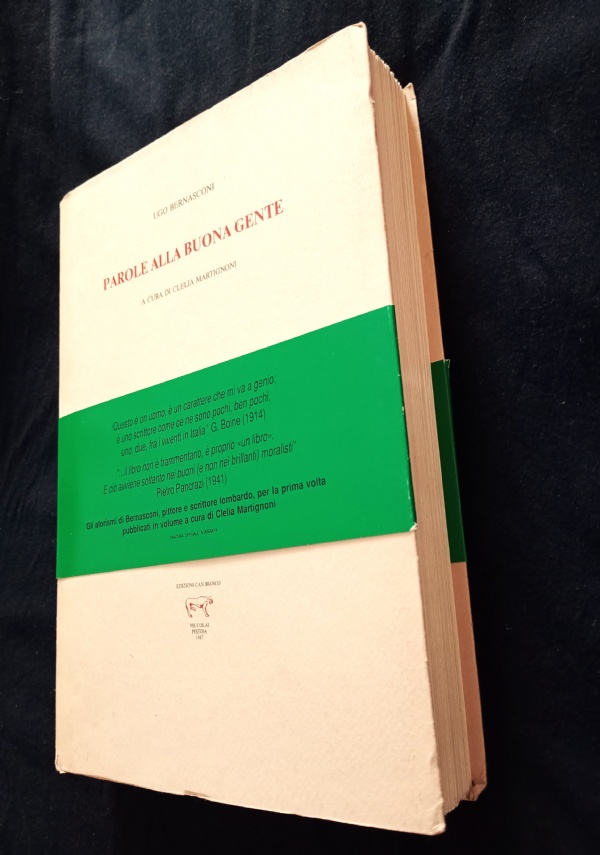 UGO BERNASCONI
PAROLE ALLA BUONA GENTE
A CURA DI CLELIA MARTIGNONI
"Questo è un uomo, è un carattere che mi va a genio;
è uno scrittore come ce ne sono pochi, ben pochi,
uno, due, fra i viventi in Italia" G. Boine (1914)
"...il libro non è frammentario, è proprio «un libro».
E ciò avviene soltanto nei buoni (e non nei brillanti) moralisti"
Pietro Pancrazi (1941)
Gli aforismi di Bernasconi, pittore e scrittore lombardo, per la prima volta
pubblicati in volume a cura di Clelia Martignoni
EDIZIONI CAN BIANCO
NICCOLAI
PISTOIA
1987